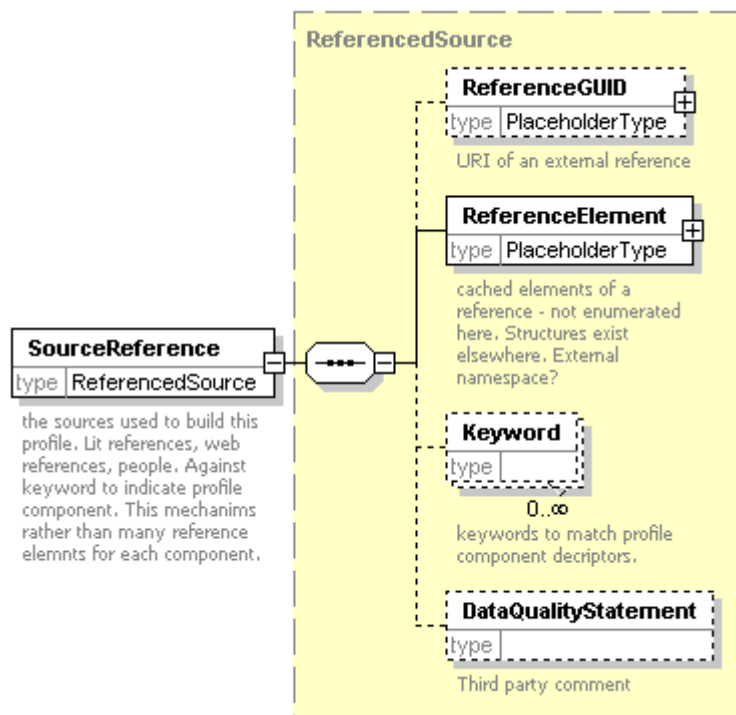 ReferencedSource
ReferenceGUID
type PlaceholderType
URI of an external reference
ReferenceElement
type PlaceholderType
cached elements of a
reference - not enumerated
here. Structures exist
elsewhere. External
namespace?
SourceReference
type ReferencedSource
the sources used to build this
profile. Lit references, web
references, people. Against
keyword to indicate profile
component. This mechanims
rather than many reference
elemnts for each component.
Keyword
type
0..∞
keywords to match profile
component decriptors.
DataQualityStatement
type
Third party comment